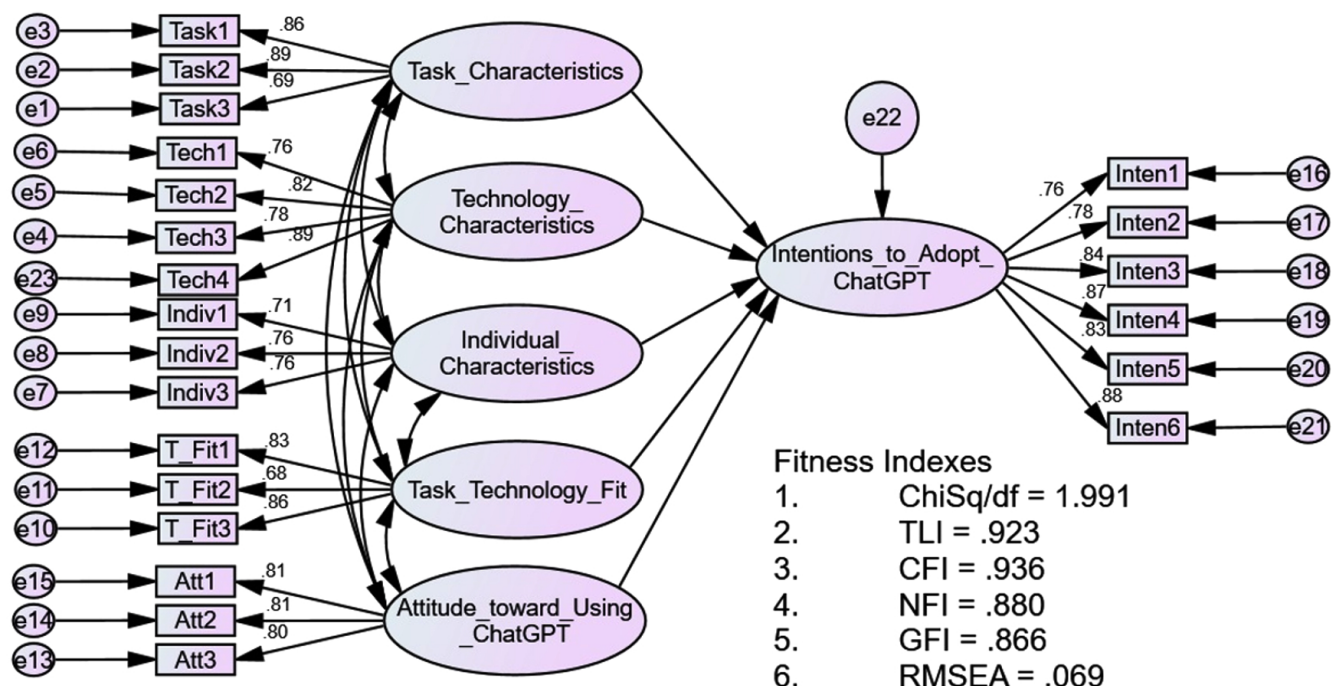 e3
Task1
.86
e2
Task2
.89
e1
Task3
.69
Task_Characteristics
e6
Tech1
.76
e5
Tech2
.82
e4
Tech3
.78
e23
Tech4
.89
Technology_
Characteristics
e9
Indiv1
.71
e8
Indiv2
.76
e7
Indiv3
.76
Individual_
Characteristics
e12
T_Fit1
.83
e11
T_Fit2
.68
e10
T_Fit3
.86
Task_Technology_Fit
e15
Att1
.81
e14
Att2
.81
e13
Att3
.80
Attitude_toward_Using
_ChatGPT
e22
Intentions_to_Adopt_
ChatGPT
.76
Inten1
e16
.78
Inten2
e17
.84
Inten3
e18
.87
Inten4
e19
.83
Inten5
e20
.88
Inten6
e21
Fitness Indexes
1. ChiSq/df = 1.991
2. TLI = .923
3. CFI = .936
4. NFI = .880
5. GFI = .866
6. RMSEA = .069